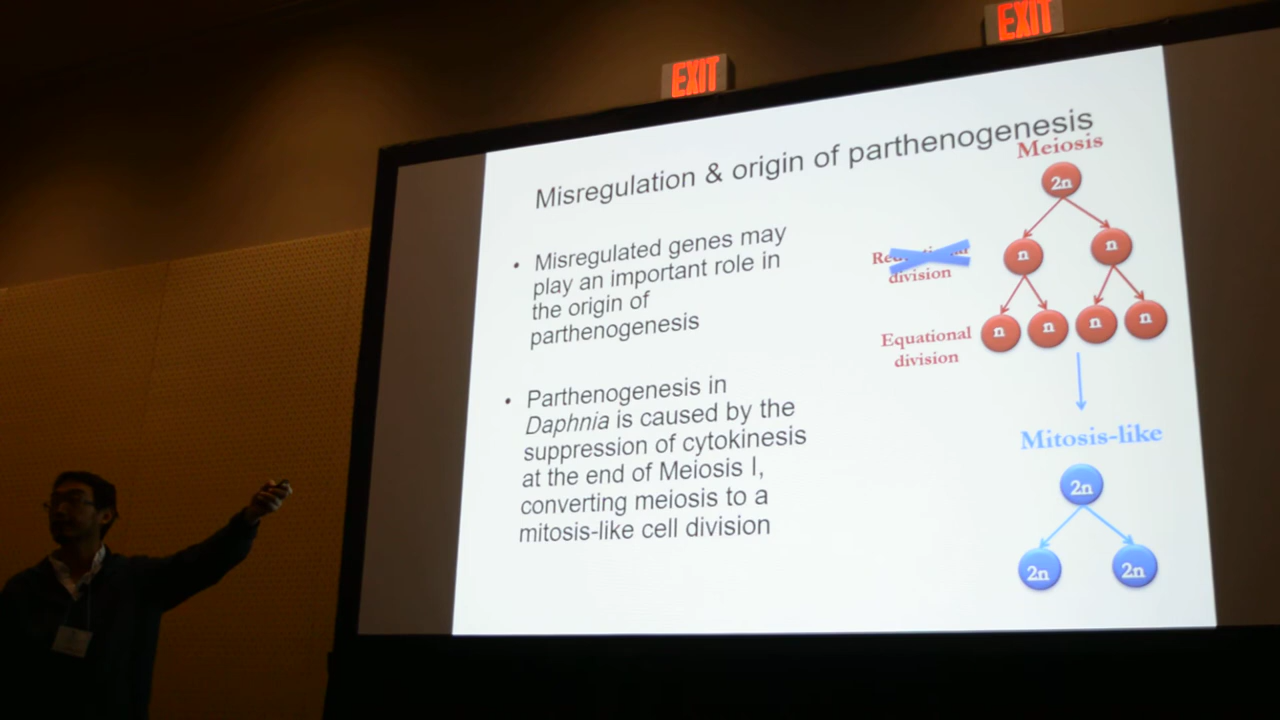 EXIT
EXIT
Misregulation & origin of parthenogenesis
Meiosis
2n
• Misregulated genes may
play an important role in
the origin of
parthenogenesis
n
n
division
n
n
n
n
Equational
division
• Parthenogenesis in
Daphnia is caused by the
suppression of cytokinesis
at the end of Meiosis I,
converting meiosis to a
mitosis-like cell division
Mitosis-like
2n
2n
2n